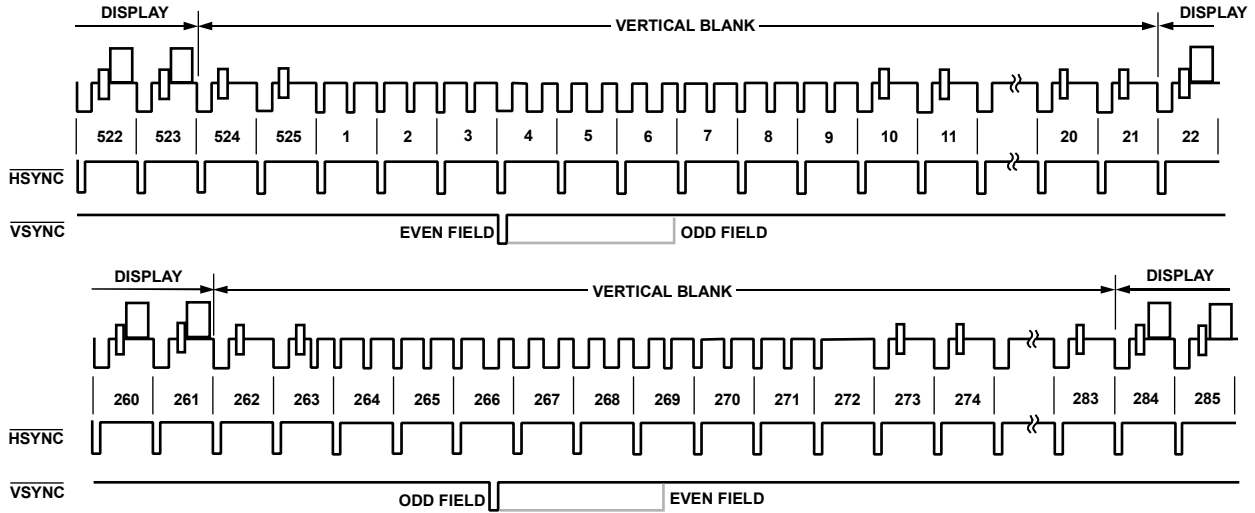 DISPLAY VERTICAL BLANK DISPLAY
522 523 524 525 1 2 3 4 5 6 7 8 9 10 11 20 21 22
HSYNC
VSYNC EVEN FIELD ODD FIELD
DISPLAY VERTICAL BLANK DISPLAY
260 261 262 263 264 265 266 267 268 269 270 271 272 273 274 283 284 285
HSYNC
VSYNC ODD FIELD EVEN FIELD